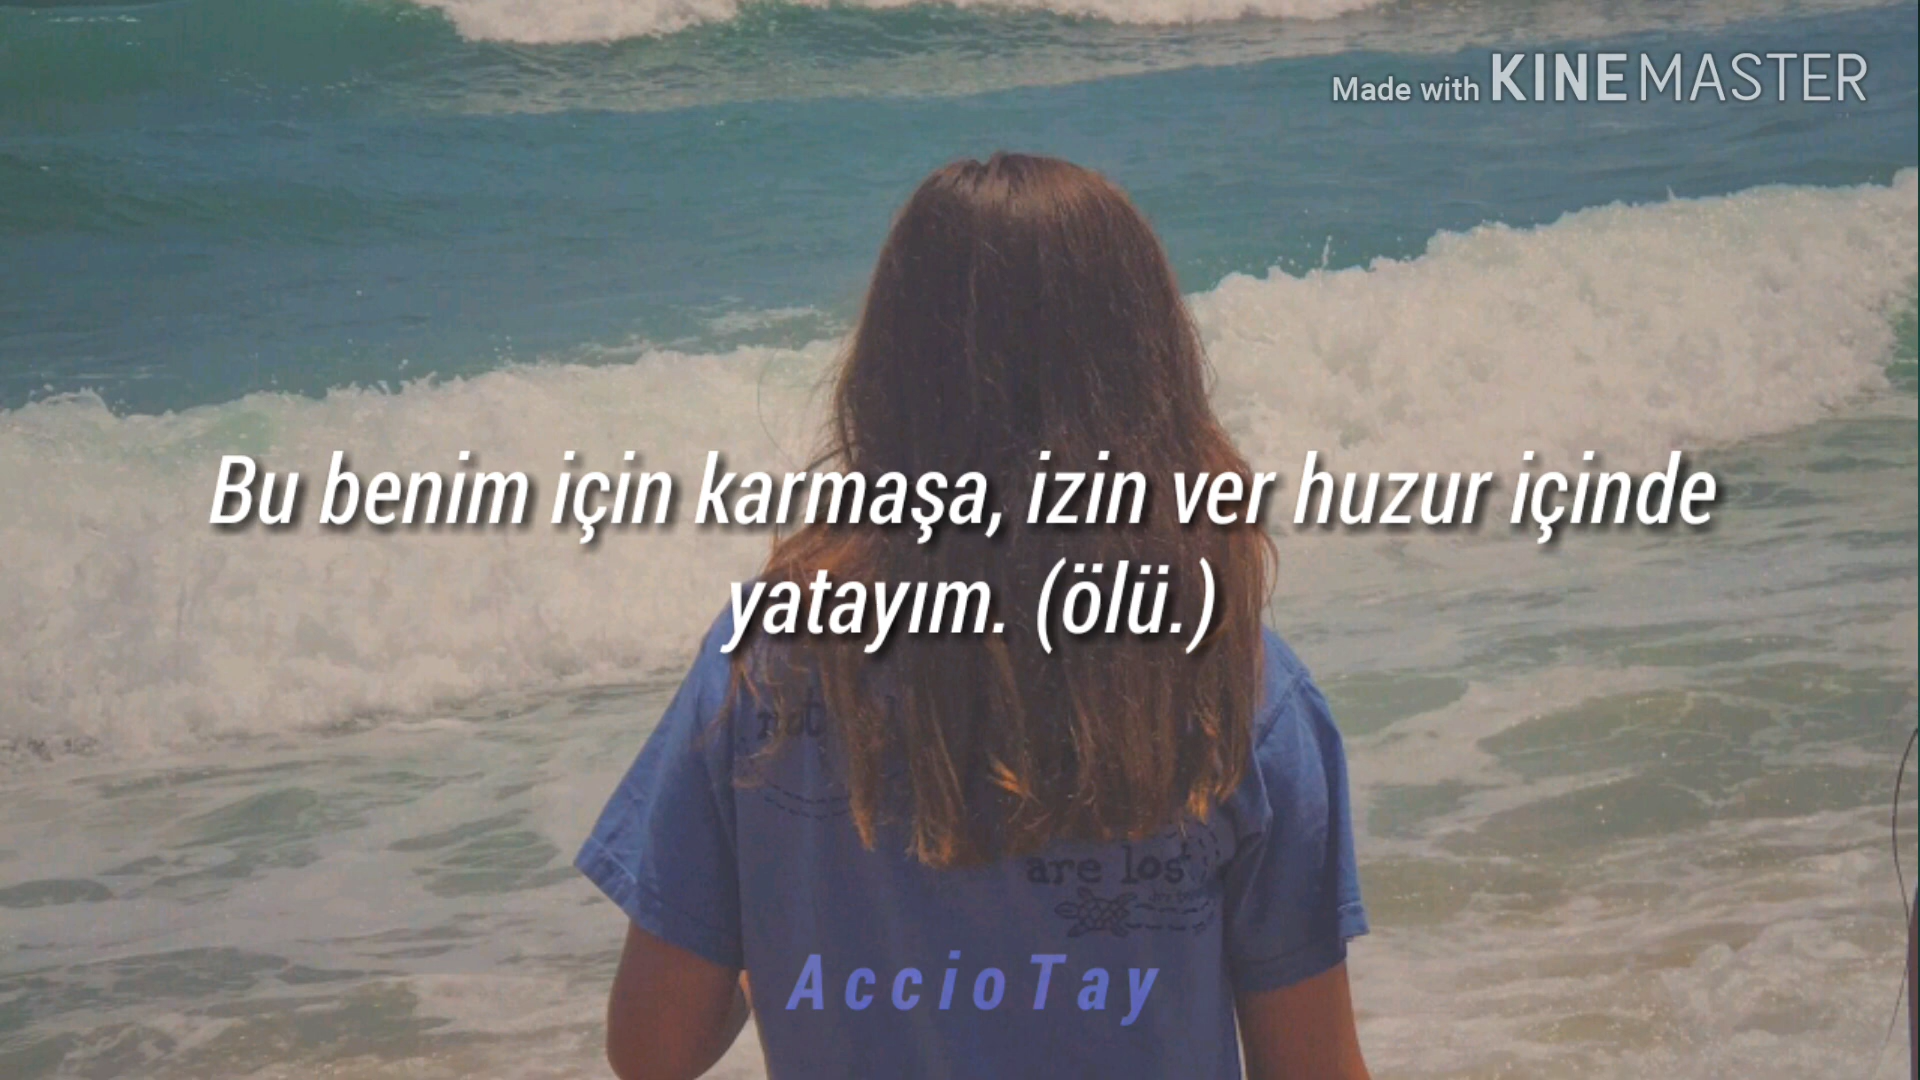 Made with KINEMASTER
Bu benim için karmaşa, izin ver huzur içinde
yatayım. (ölü.)
are lost
AccioTay